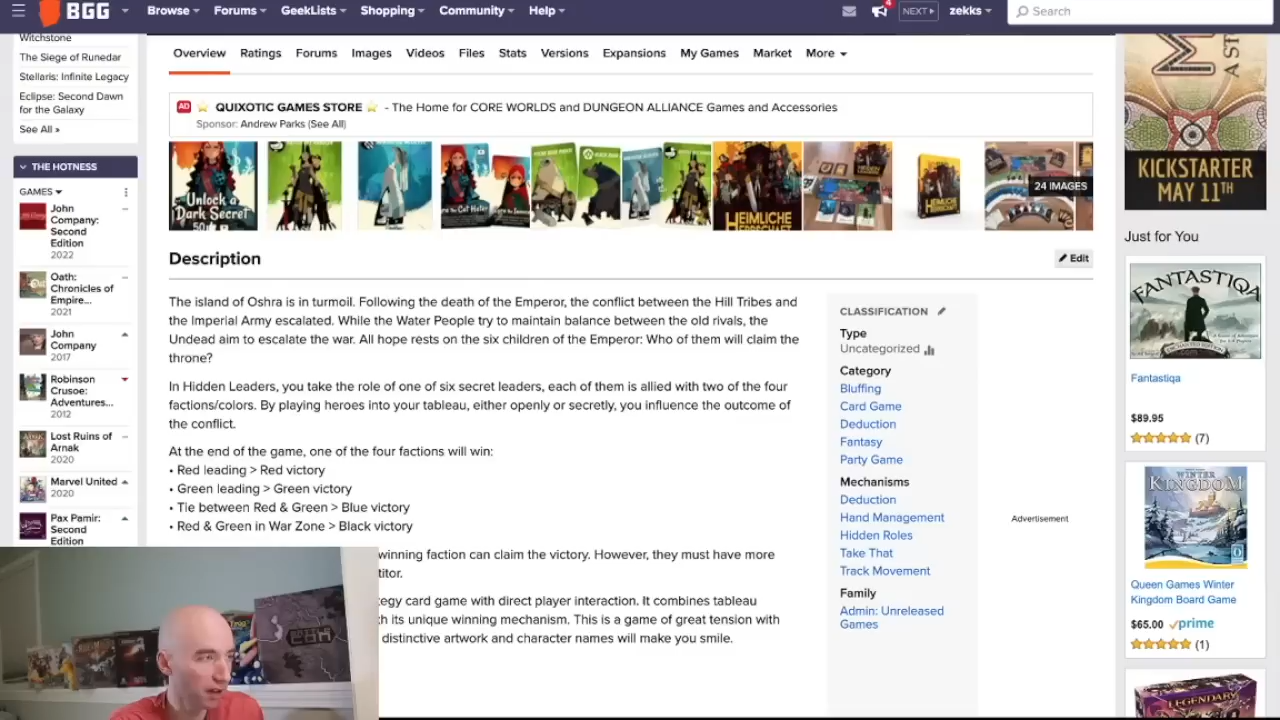 BGG
Browse
Forums
GeekLists
Shopping
Community
Help
4
NEXT
zekks
Search
Witchstone
The Siege of Runedar
Stellaris: Infinite Legacy
Eclipse: Second Dawn
for the Galaxy
See All »
THE HOTNESS
GAMES
John
Company:
Second
Edition
2022
Oath:
Chronicles of
Empire...
2021
John
Company
2017
Robinson
Crusoe:
Adventures...
2012
Lost Ruins of
Arnak
2020
Marvel United
2020
Pax Pamir:
Second
Edition
Overview
Ratings
Forums
Images
Videos
Files
Stats
Versions
Expansions
My Games
Market
More
AD
QUIXOTIC GAMES STORE
- The Home for CORE WORLDS and DUNGEON ALLIANCE Games and Accessories
Sponsor: Andrew Parks (See All)
Unlock a
Dark Secret
HEIMLICHE
HERRSCHAFT
24 IMAGES
Description
Edit
The island of Oshra is in turmoil. Following the death of the Emperor, the conflict between the Hill Tribes and
the Imperial Army escalated. While the Water People try to maintain balance between the old rivals, the
Undead aim to escalate the war. All hope rests on the six children of the Emperor: Who of them will claim the
throne?
In Hidden Leaders, you take the role of one of six secret leaders, each of them is allied with two of the four
factions/colors. By playing heroes into your tableau, either openly or secretly, you influence the outcome of
the conflict.
At the end of the game, one of the four factions will win:
• Red leading > Red victory
• Green leading > Green victory
• Tie between Red & Green > Blue victory
• Red & Green in War Zone > Black victory
winning faction can claim the victory. However, they must have more
titor.
tegy card game with direct player interaction. It combines tableau
h its unique winning mechanism. This is a game of great tension with
distinctive artwork and character names will make you smile.
CLASSIFICATION
Type
Uncategorized
Category
Bluffing
Card Game
Deduction
Fantasy
Party Game
Mechanisms
Deduction
Hand Management
Hidden Roles
Take That
Track Movement
Family
Admin: Unreleased
Games
Advertisement
KICKSTARTER
MAY 11TH
Just for You
FANTASTIQA
Fantastiqa
$89.95
(7)
WINTER
KINGDOM
Queen Games Winter
Kingdom Board Game
$65.00
prime
(1)
LEGENDARY